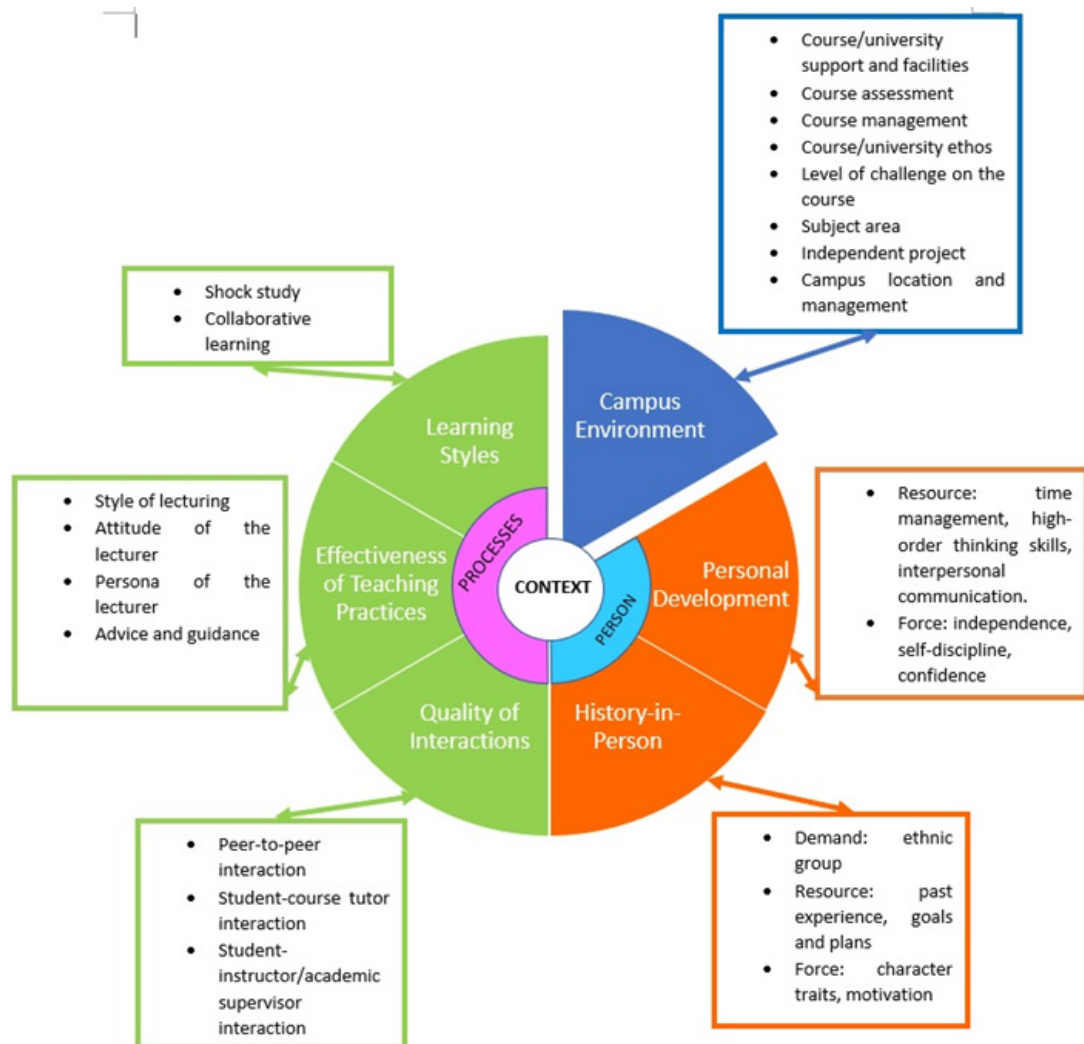 • Course/university
support and facilities
• Course assessment
• Course management
• Course/university ethos
• Level of challenge on the
course
• Subject area
• Independent project
• Campus location and
management
• Shock study
• Collaborative
learning
Learning
Styles
Campus
Environment
• Style of lecturing
• Attitude of the
lecturer
• Persona of the
lecturer
• Advice and guidance
Effectiveness
of Teaching
Practices
PROCESSES
CONTEXT
PERSON
Personal
Development
• Resource: time
management, high-
order thinking skills,
interpersonal
communication.
• Force: independence,
self-discipline,
confidence
Quality of
Interactions
History-in-
Person
• Peer-to-peer
interaction
• Student-course tutor
interaction
• Student-
instructor/academic
supervisor
interaction
• Demand: ethnic
group
• Resource: past
experience, goals
and plans
• Force: character
traits, motivation